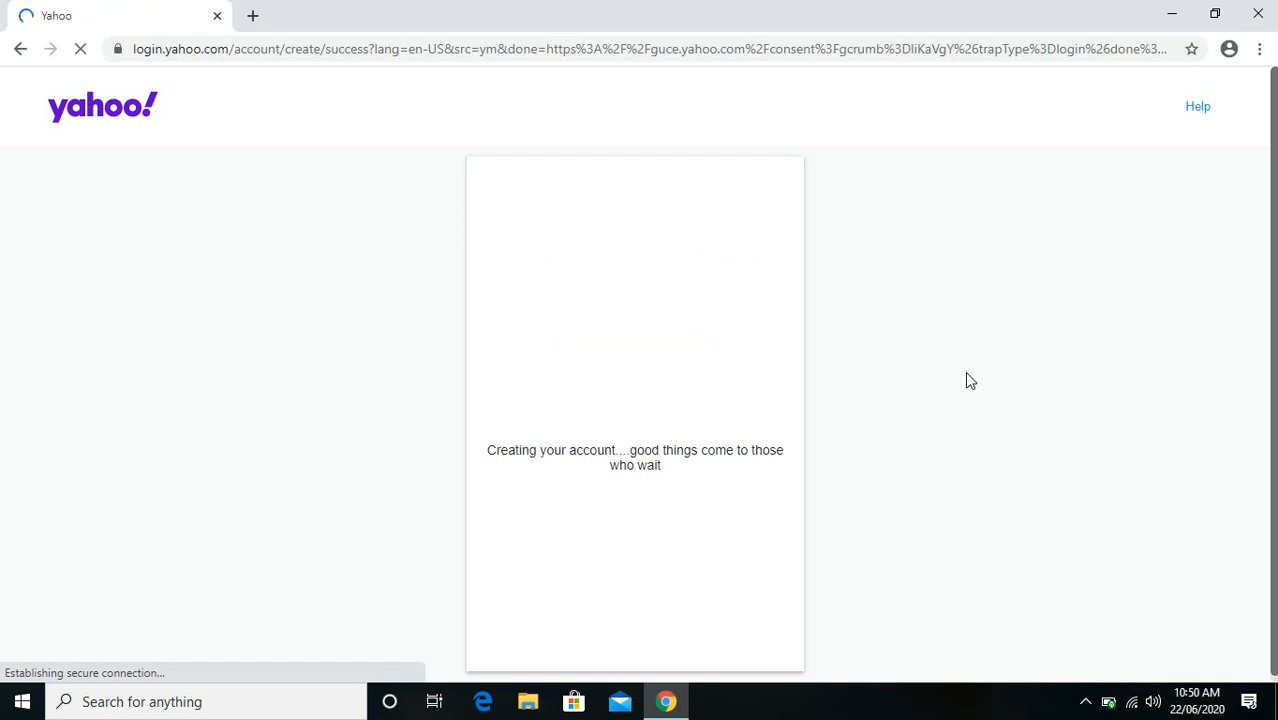 Yahoo
login.yahoo.com/account/create/success?lang=en-US&src=ym&done=https%3A%2F%2Fguce.yahoo.com%2Fconsent%3Fgcrumb%3DliKaVgY%26trapType%3Dlogin%26done%3...
yahoo!
Help
Creating your account....good things come to those
who wait
Establishing secure connection...
Search for anything
10:50 AM
22/06/2020